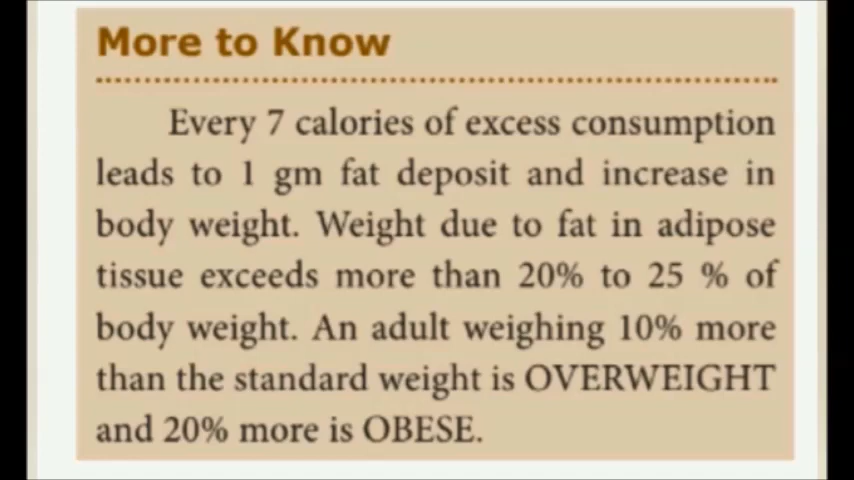 More to Know
Every 7 calories of excess consumption
leads to 1 gm fat deposit and increase in
body weight. Weight due to fat in adipose
tissue exceeds more than 20% to 25 % of
body weight. An adult weighing 10% more
than the standard weight is OVERWEIGHT
and 20% more is OBESE.